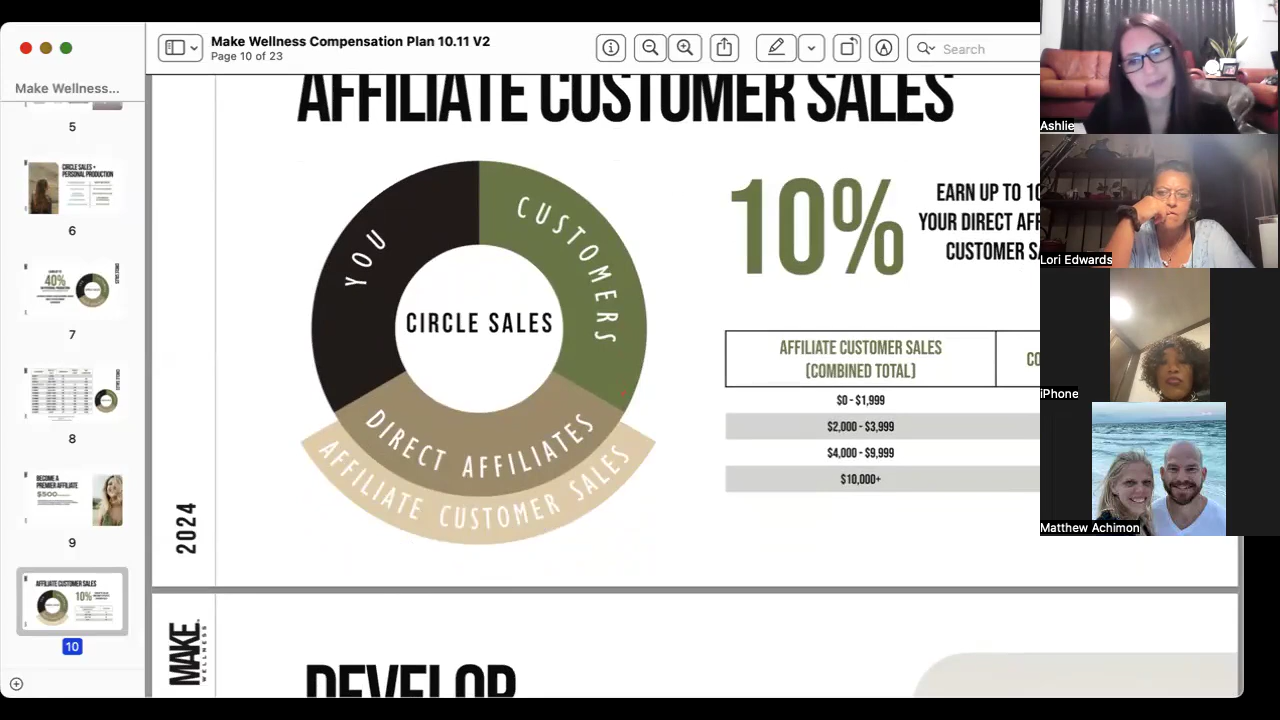 Make Wellness Compensation Plan 10.11 V2
Page 10 of 23
Search
Make Wellness...
5
CIRCLE SALES +
PERSONAL PRODUCTION
6
40%
7
8
BECOME A
PREMIER AFFILIATE
$500
9
AFFILIATE CUSTOMER SALES
10%
10
AFFILIATE CUSTOMER SALES
YOU
CUSTOMERS
CIRCLE SALES
DIRECT AFFILIATES
AFFILIATE CUSTOMER SALES
10%
EARN UP TO 10
YOUR DIRECT AFF
CUSTOMER SA
AFFILIATE CUSTOMER SALES
(COMBINED TOTAL)
CO
$0 - $1,999
$2,000 - $3,999
$4,000 - $9,999
$10,000+
2024
MAKE
WELLNESS
DEVELOP
Ashlie
Lori Edwards
iPhone
Matthew Achimon